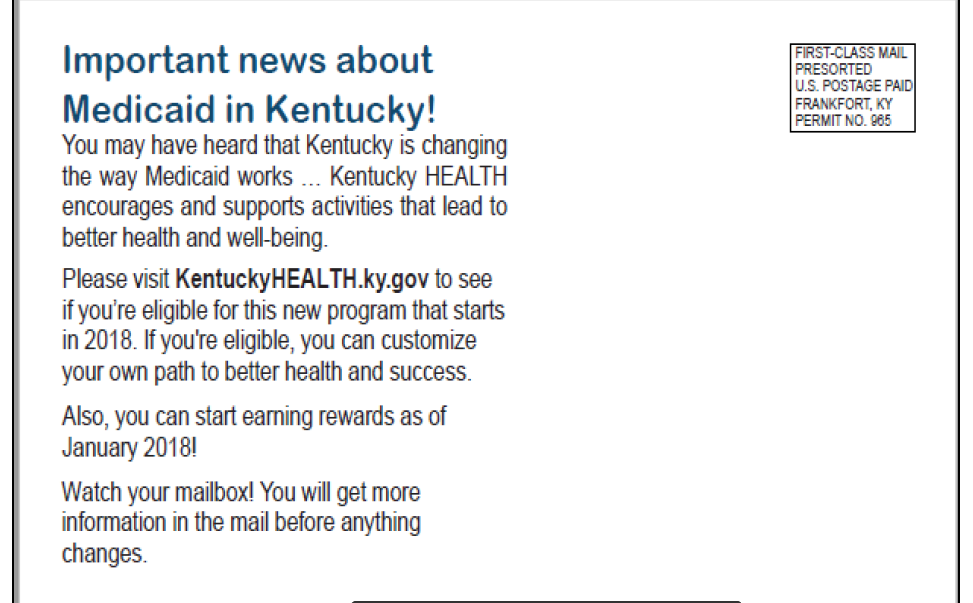 Important news about
Medicaid in Kentucky!
You may have heard that Kentucky is changing
the way Medicaid works … Kentucky HEALTH
encourages and supports activities that lead to
better health and well-being.
Please visit KentuckyHEALTH.ky.gov to see
if you’re eligible for this new program that starts
in 2018. If you're eligible, you can customize
your own path to better health and success.
Also, you can start earning rewards as of
January 2018!
Watch your mailbox! You will get more
information in the mail before anything
changes.
FIRST-CLASS MAIL
PRESORTED
U.S. POSTAGE PAID
FRANKFORT, KY
PERMIT NO. 965